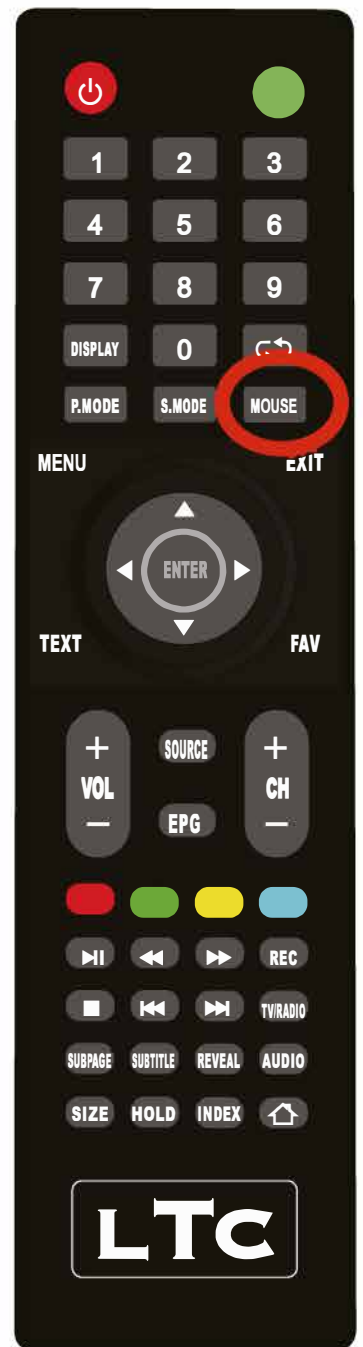 1 2 3
4 5 6
7 8 9
DISPLAY 0
P.MODE S.MODE MOUSE
MENU EXIT
ENTER
TEXT FAV
+ SOURCE +
VOL CH
− EPG −
REC
TV/RADIO
SUBPAGE SUBTITLE REVEAL AUDIO
SIZE HOLD INDEX
LTC